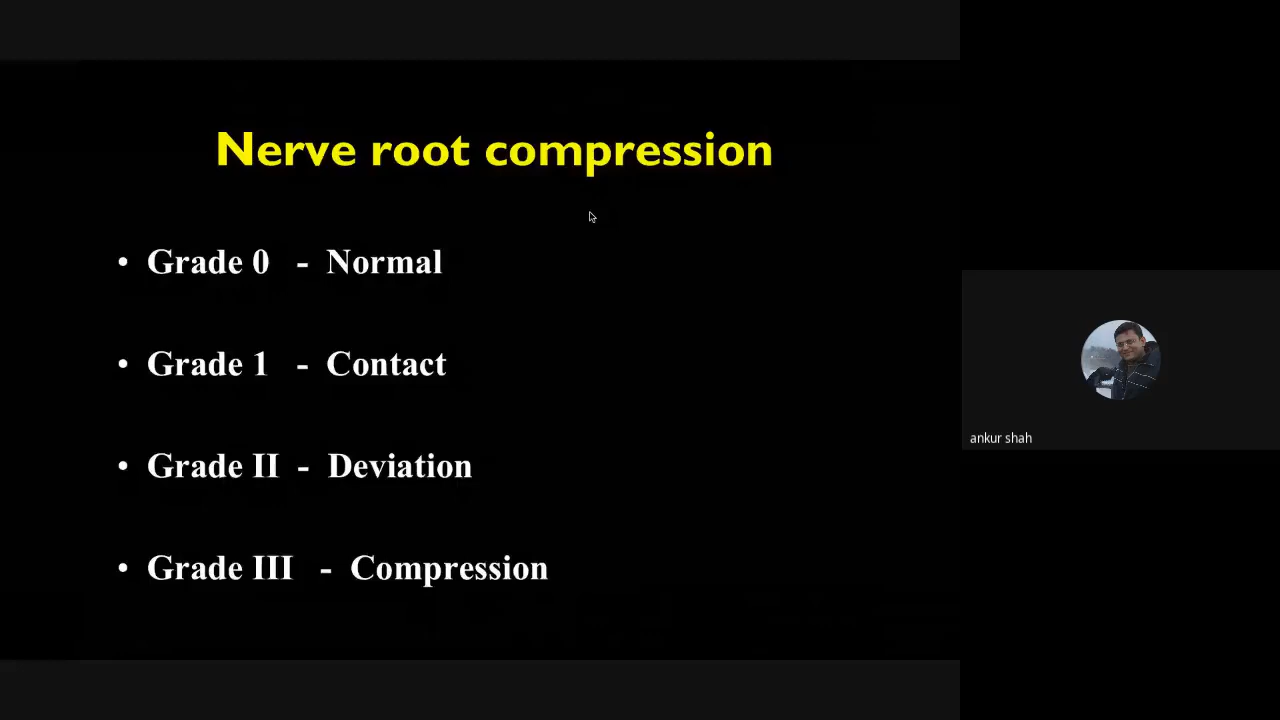 Nerve root compression
• Grade 0 - Normal
• Grade 1 - Contact
• Grade II - Deviation
• Grade III - Compression
ankur shah